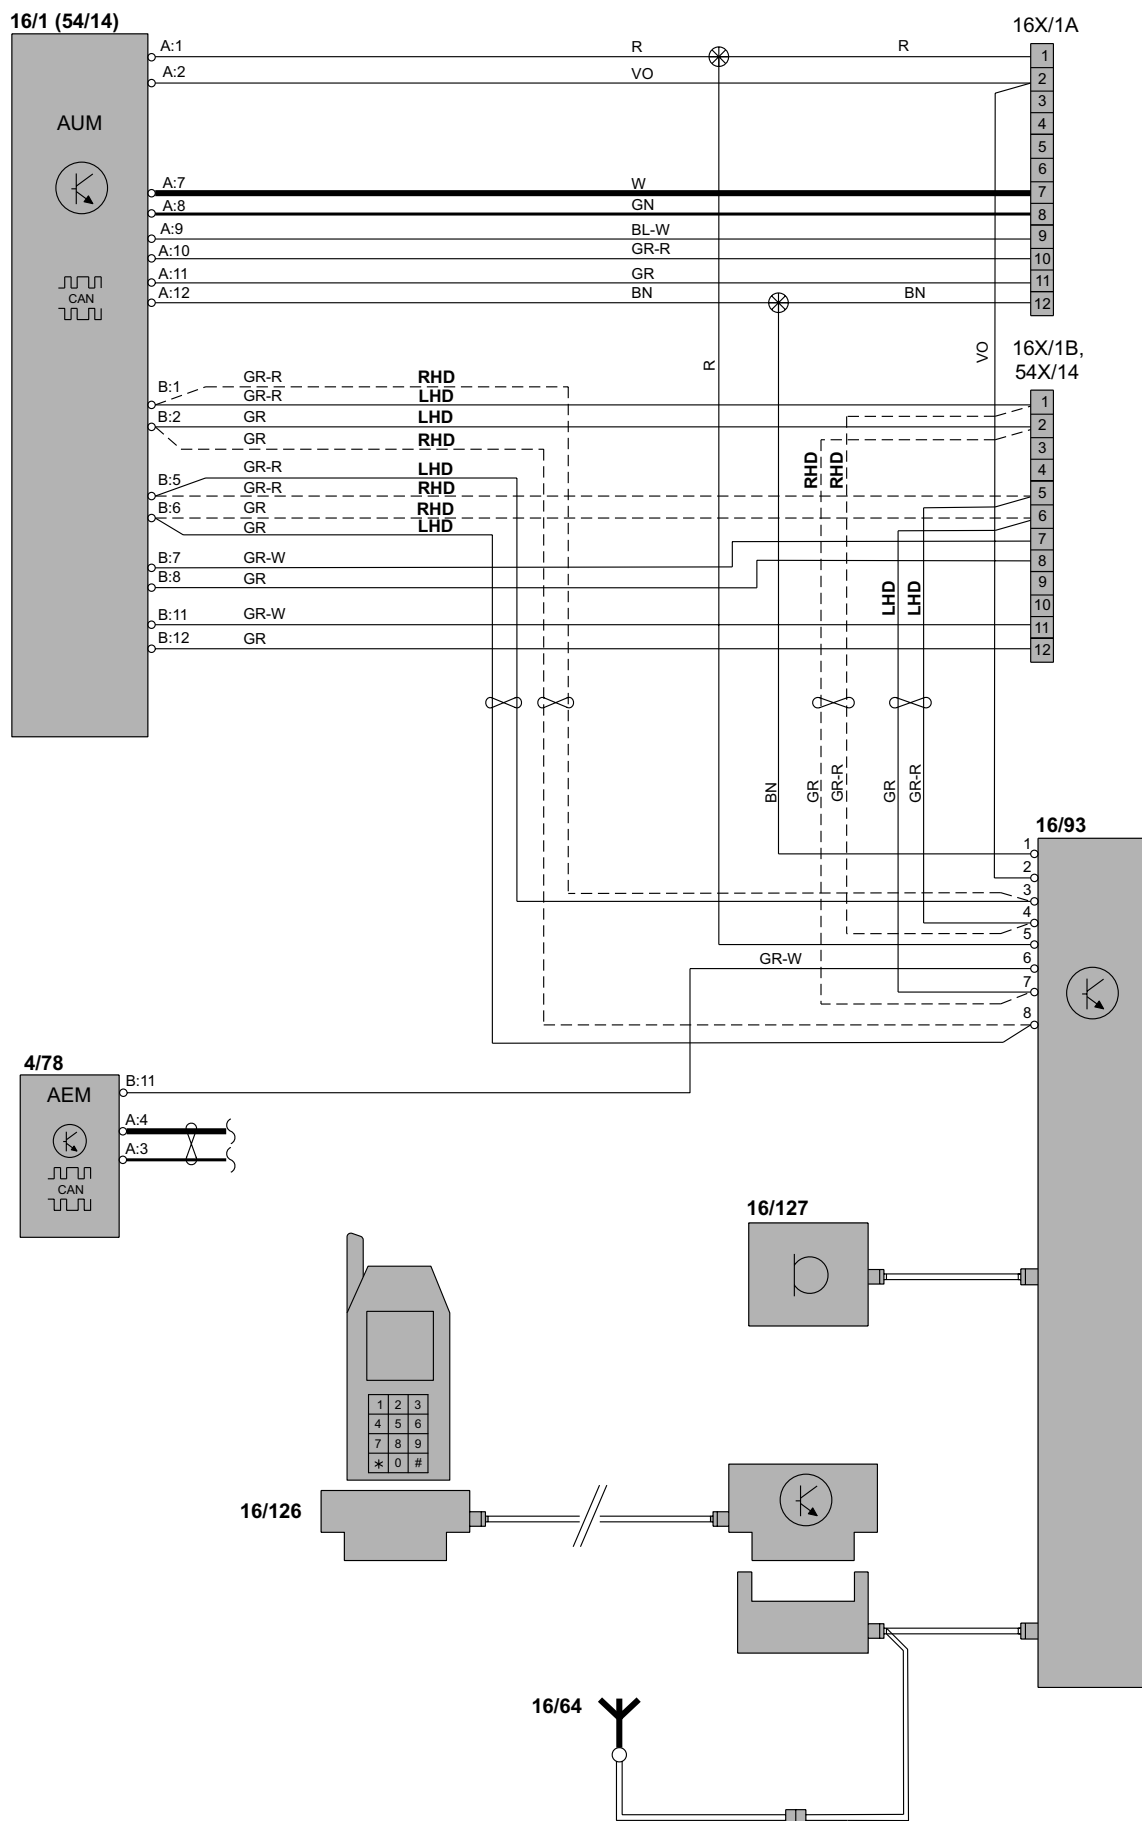 16/1 (54/14)
16X/1A
A:1 R R 1
A:2 VO 2
3
AUM 4
5
6
A:7 W 7
A:8 GN 8
A:9 BL-W 9
A:10 GR-R 10
A:11 GR 11
CAN
A:12 BN BN 12
R
VO
16X/1B,
54X/14
B:1 GR-R RHD
GR-R LHD 1
B:2 GR LHD 2
GR RHD 3
RHD RHD
4
B:5 GR-R LHD
GR-R RHD 5
B:6 GR RHD 6
GR LHD
7
B:7 GR-W 8
B:8 GR 9
LHD LHD
10
B:11 GR-W 11
B:12 GR 12
BN GR GR-R GR GR-R
16/93
1
2
3
4
5
GR-W 6
7
8
4/78
AEM B:11
A:4
A:3
CAN
16/127
1 2 3
4 5 6
7 8 9
* 0 #
16/126
16/64